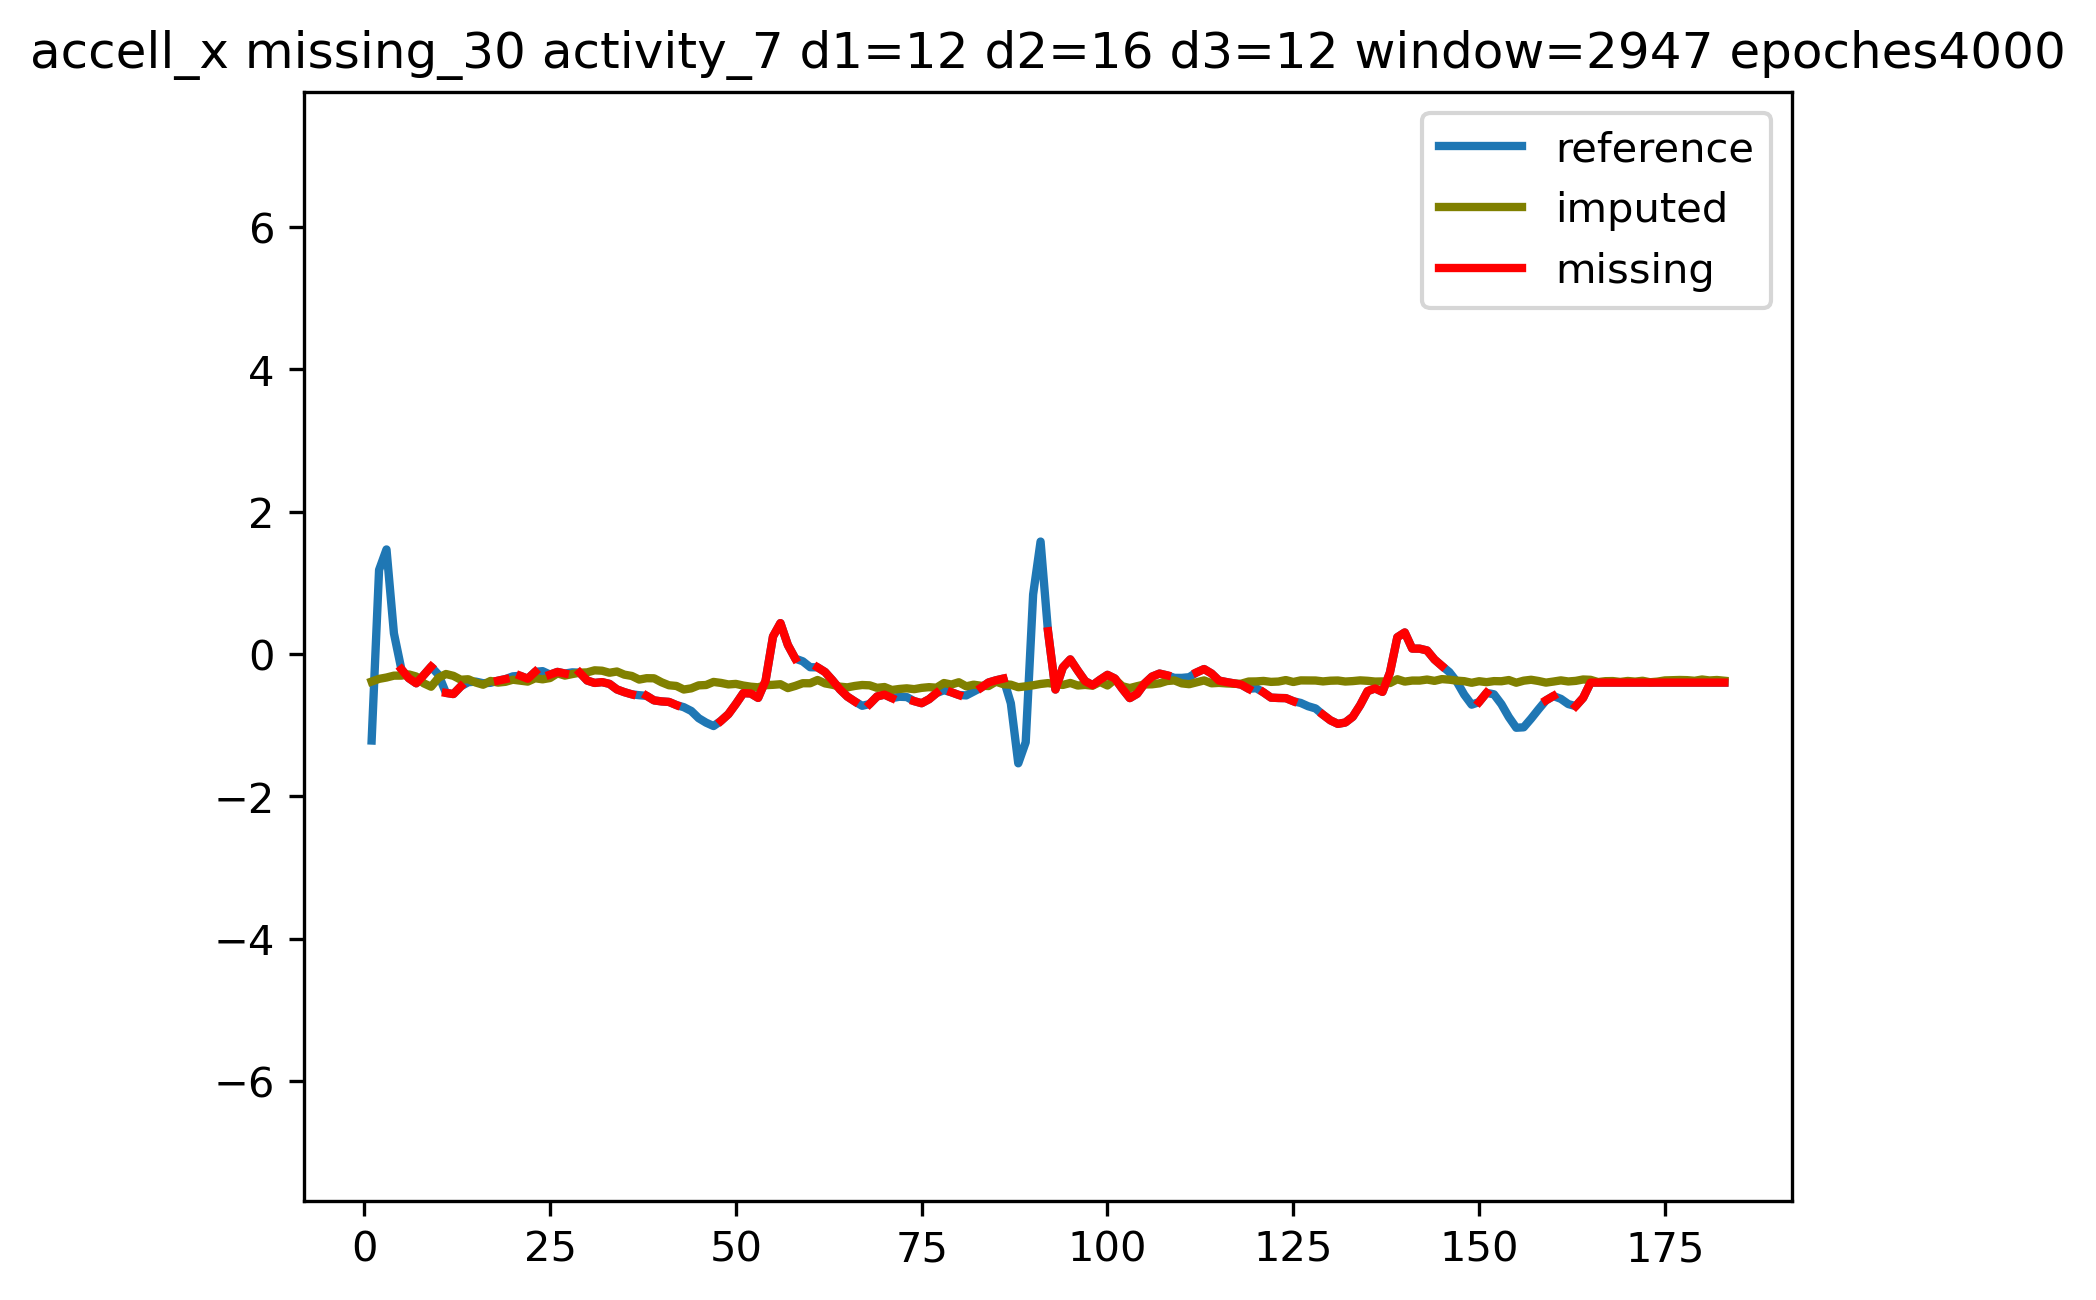 accell_x missing_30 activity_7 d1=12 d2=16 d3=12 window=2947 epoches4000
reference
imputed
missing
6
4
2
0
−2
−4
−6
0 25 50 75 100 125 150 175